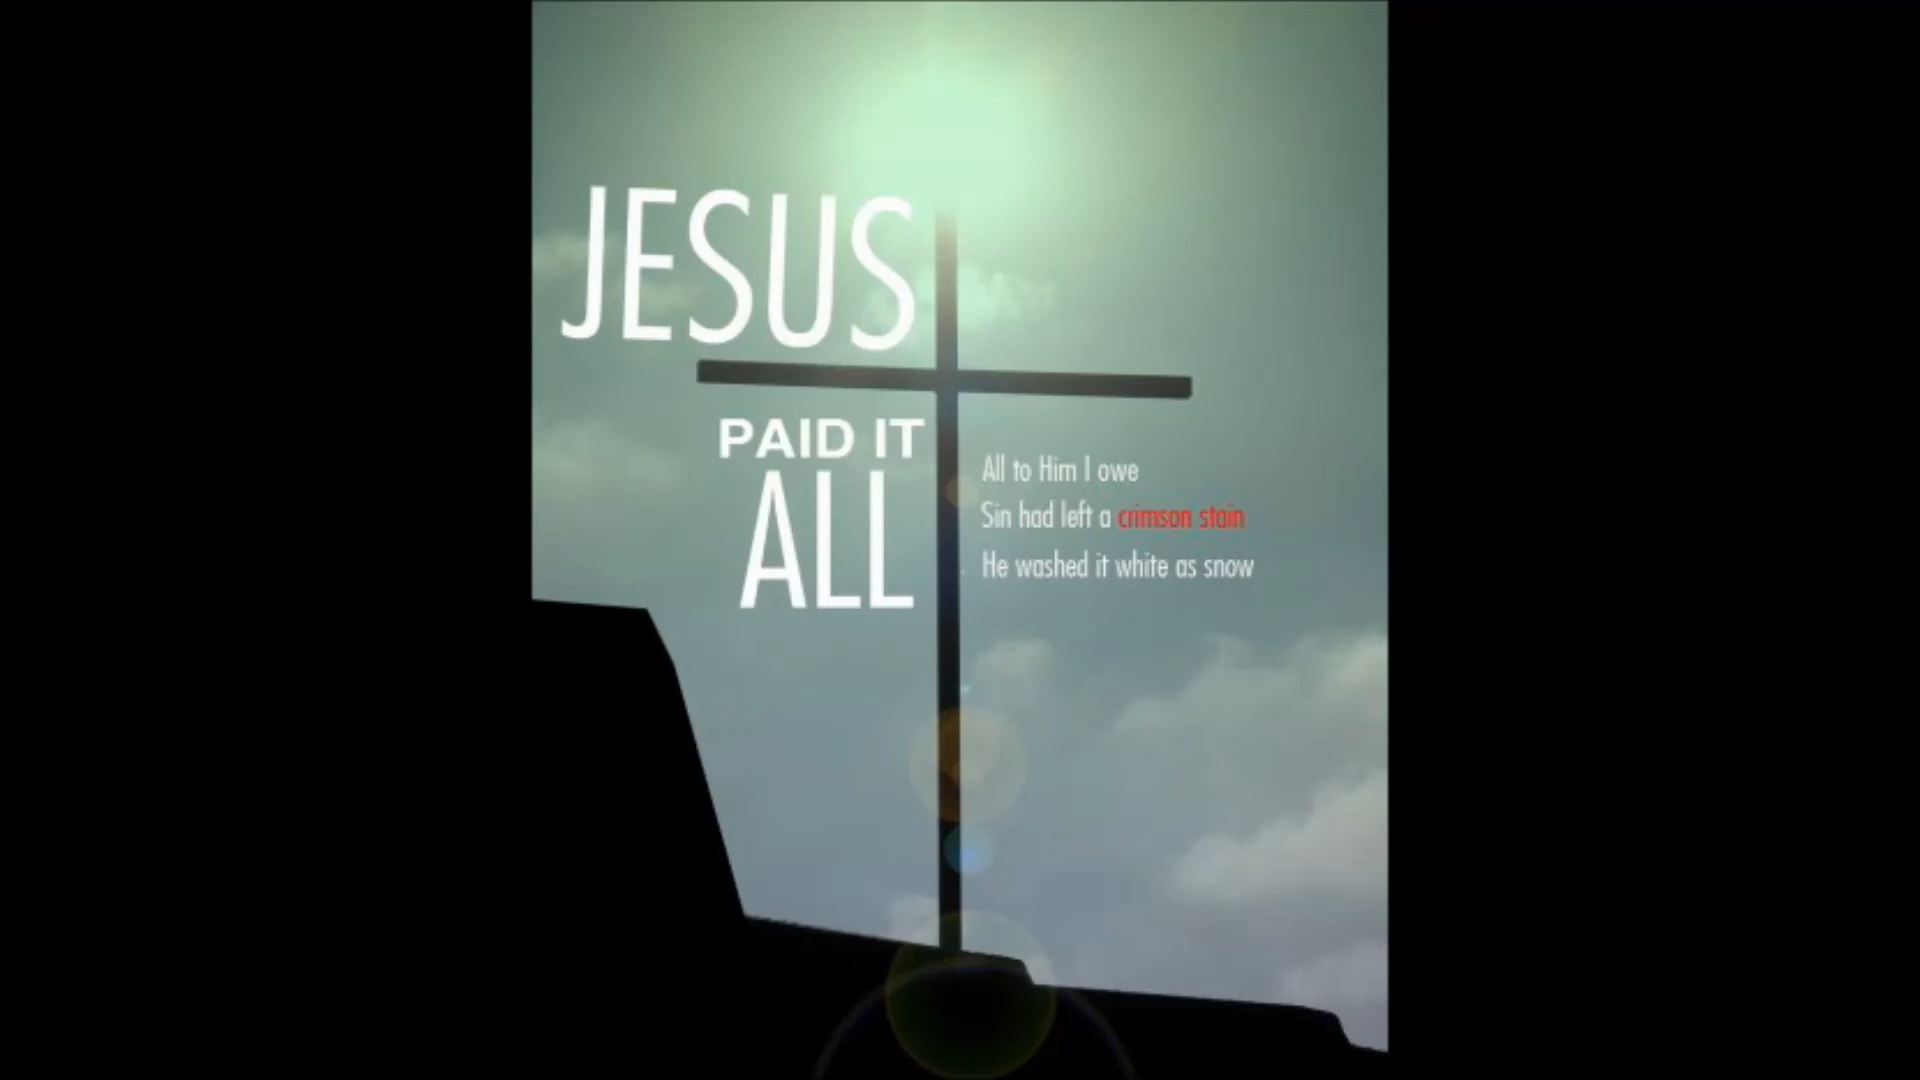 JESUS
PAID IT
ALL
All to Him I owe
Sin had left a crimson stain
He washed it white as snow